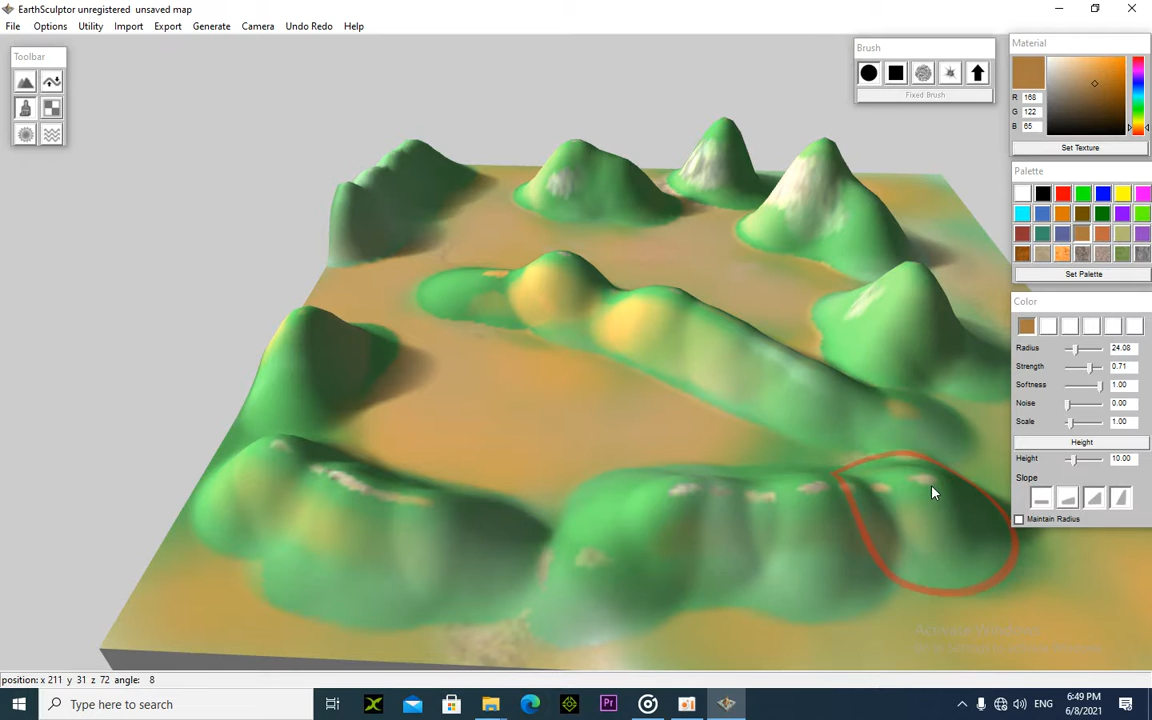 EarthSculptor unregistered  unsaved map
File Options Utility Import Export Generate Camera Undo Redo Help
Toolbar
Brush
Fixed Brush
Material
R 168
G 122
B 65
Set Texture
Palette
Set Palette
Color
Radius 24.08
Strength 0.71
Softness 1.00
Noise 0.00
Scale 1.00
Height
Height 10.00
Slope
Maintain Radius
Activate Windows
position: x 211 y 31 z 72 angle: 8
Type here to search
Pr
ENG
6:49 PM
6/8/2021